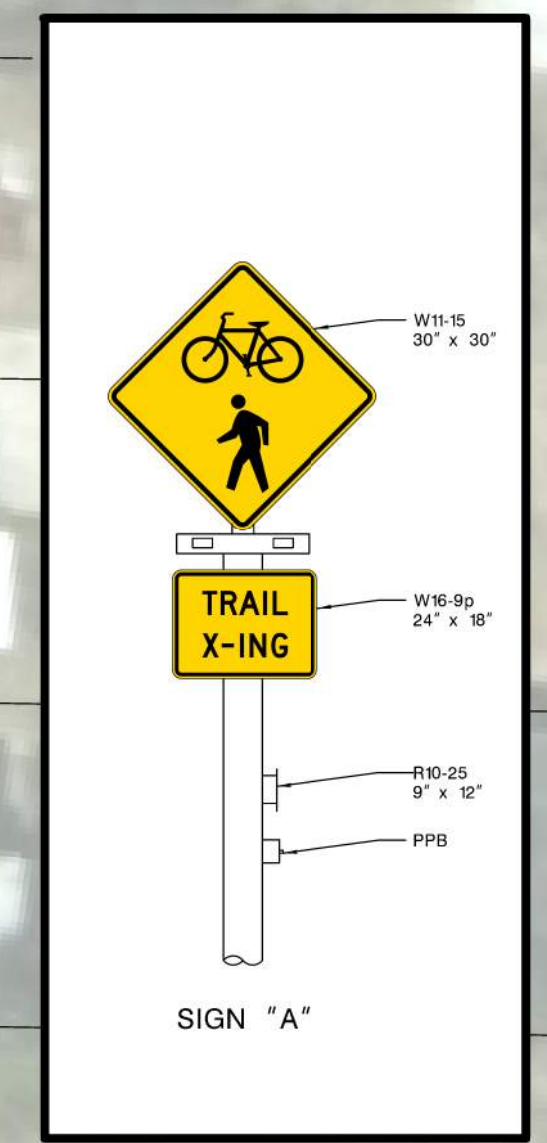 W11-15
30" x 30"
TRAIL
X-ING
W16-9p
24" x 18"
R10-25
9" x 12"
PPB
SIGN "A"